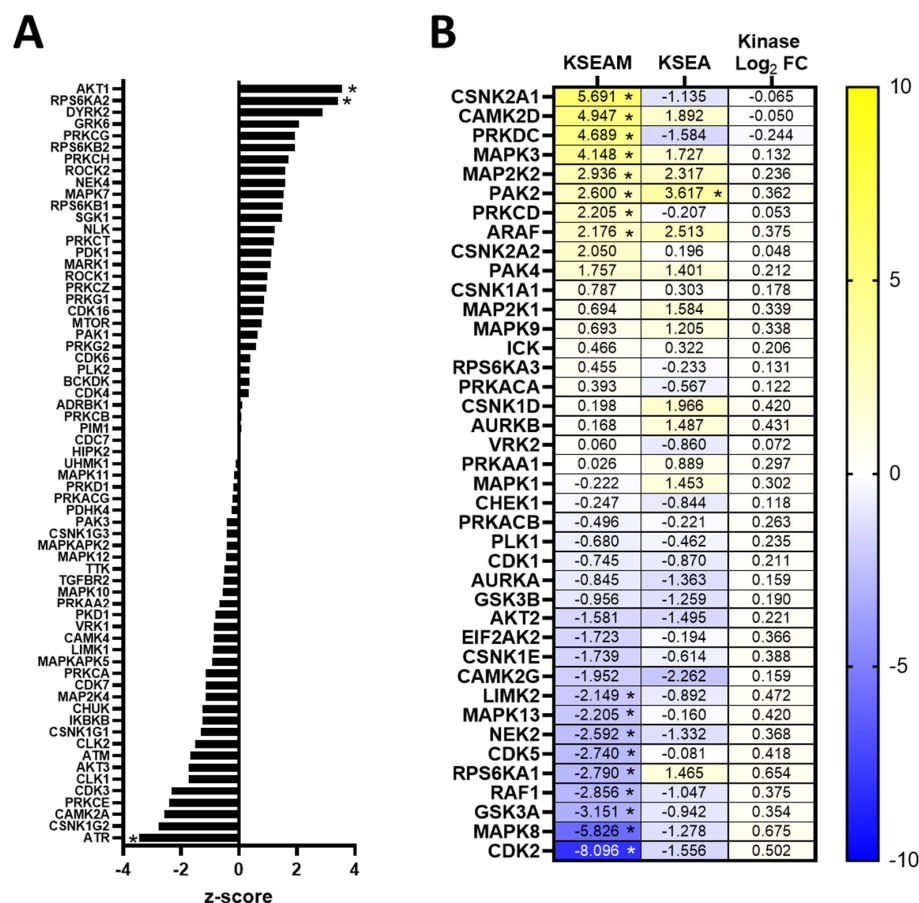 A
AKT1 *
RPS6KA2 *
DYRK2
GRK6
PRKCG
RPS6KB2
PRKCH
ROCK2
NEK4
MAPK7
RPS6KB1
SGK1
NLK
PRKCT
PDK1
MARK1
ROCK1
PRKCZ
PRKG1
CDK16
MTOR
PAK1
PRKG2
CDK6
PLK2
BCKDK
CDK4
ADRBK1
PRKCB
PIM1
CDC7
HIPK2
UHMK1
MAPK11
PRKD1
PRKACG
PDHK4
PAK3
CSNK1G3
MAPKAPK2
MAPK12
TTK
TGFBR2
MAPK10
PRKAA2
PKD1
VRK1
CAMK4
LIMK1
MAPKAPK5
PRKCA
CDK7
MAP2K4
CHUK
IKBKB
CSNK1G1
CLK2
ATM
AKT3
CLK1
CDK3
PRKCE
CAMK2A
CSNK1G2
ATR *
-4 -2 0 2 4
z-score
B
KSEAM KSEA Kinase
Log2 FC
CSNK2A1 5.691 * -1.135 -0.065
CAMK2D 4.947 * 1.892 -0.050
PRKDC 4.689 * -1.584 -0.244
MAPK3 4.148 * 1.727 0.132
MAP2K2 2.936 * 2.317 0.236
PAK2 2.600 * 3.617 * 0.362
PRKCD 2.205 * -0.207 0.053
ARAF 2.176 * 2.513 0.375
CSNK2A2 2.050 0.196 0.048
PAK4 1.757 1.401 0.212
CSNK1A1 0.787 0.303 0.178
MAP2K1 0.694 1.584 0.339
MAPK9 0.693 1.205 0.338
ICK 0.466 0.322 0.206
RPS6KA3 0.455 -0.233 0.131
PRKACA 0.393 -0.567 0.122
CSNK1D 0.198 1.966 0.420
AURKB 0.168 1.487 0.431
VRK2 0.060 -0.860 0.072
PRKAA1 0.026 0.889 0.297
MAPK1 -0.222 1.453 0.302
CHEK1 -0.247 -0.844 0.118
PRKACB -0.496 -0.221 0.263
PLK1 -0.680 -0.462 0.235
CDK1 -0.745 -0.870 0.211
AURKA -0.845 -1.363 0.159
GSK3B -0.956 -1.259 0.190
AKT2 -1.581 -1.495 0.221
EIF2AK2 -1.723 -0.194 0.366
CSNK1E -1.739 -0.614 0.388
CAMK2G -1.952 -2.262 0.159
LIMK2 -2.149 * -0.892 0.472
MAPK13 -2.205 * -0.160 0.420
NEK2 -2.592 * -1.332 0.368
CDK5 -2.740 * -0.081 0.418
RPS6KA1 -2.790 * 1.465 0.654
RAF1 -2.856 * -1.047 0.375
GSK3A -3.151 * -0.942 0.354
MAPK8 -5.826 * -1.278 0.675
CDK2 -8.096 * -1.556 0.502
10
5
0
-5
-10